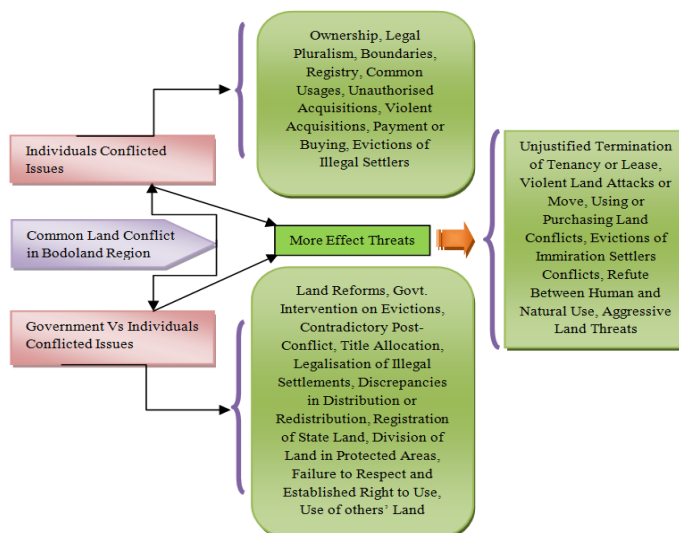 Ownership, Legal
Pluralism, Boundaries,
Registry, Common
Usages, Unauthorised
Acquisitions, Violent
Acquisitions, Payment or
Buying, Evictions of
Illegal Settlers
Individuals Conflicted
Issues
Common Land Conflict
in Bodoland Region
Government Vs Individuals
Conflicted Issues
More Effect Threats
Unjustified Termination
of Tenancy or Lease,
Violent Land Attacks or
Move, Using or
Purchasing Land
Conflicts, Evictions of
Immiration Settlers
Conflicts, Refute
Between Human and
Natural Use, Aggressive
Land Threats
Land Reforms, Govt.
Intervention on Evictions,
Contradictory Post-
Conflict, Title Allocation,
Legalisation of Illegal
Settlements, Discrepancies
in Distribution or
Redistribution, Registration
of State Land, Division of
Land in Protected Areas,
Failure to Respect and
Established Right to Use,
Use of others’ Land